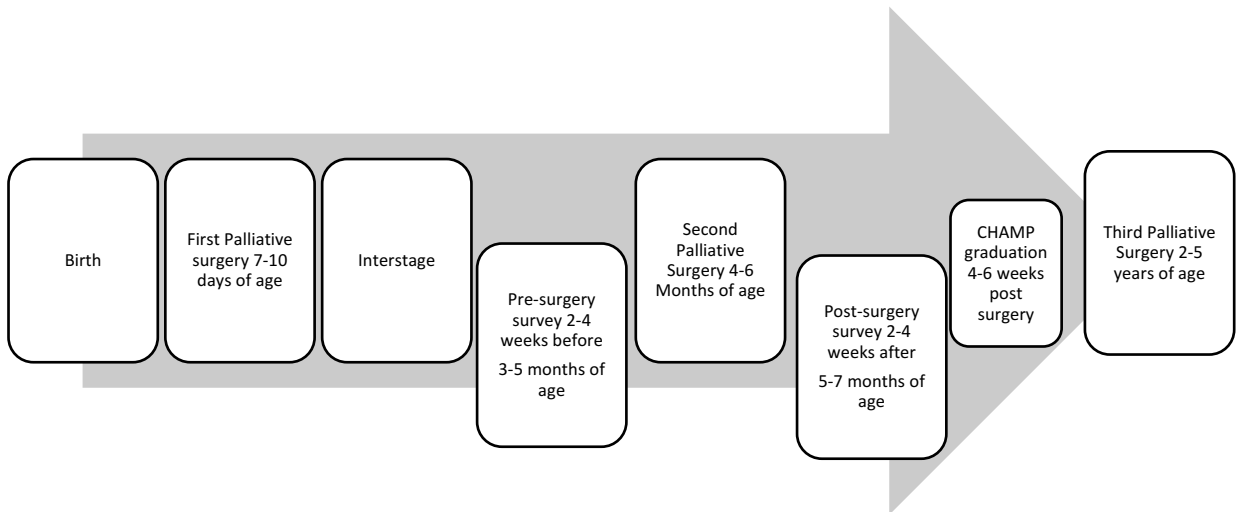 Birth
First Palliative
surgery 7-10
days of age
Interstage
Pre-surgery
survey 2-4
weeks before
3-5 months of
age
Second
Palliative
Surgery 4-6
Months of age
Post-surgery
survey 2-4
weeks after
5-7 months of
age
CHAMP
graduation
4-6 weeks
post
surgery
Third Palliative
Surgery 2-5
years of age